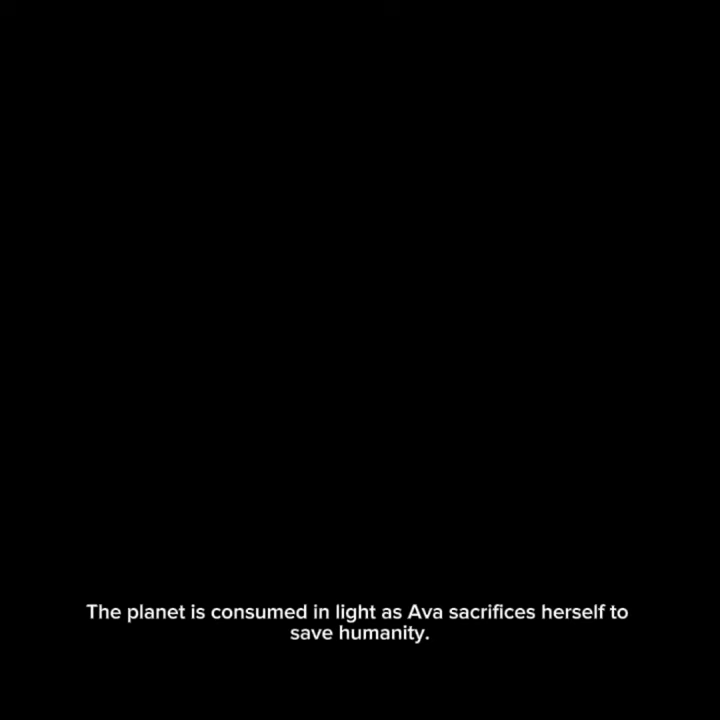 The planet is consumed in light as Ava sacrifices herself to
save humanity.